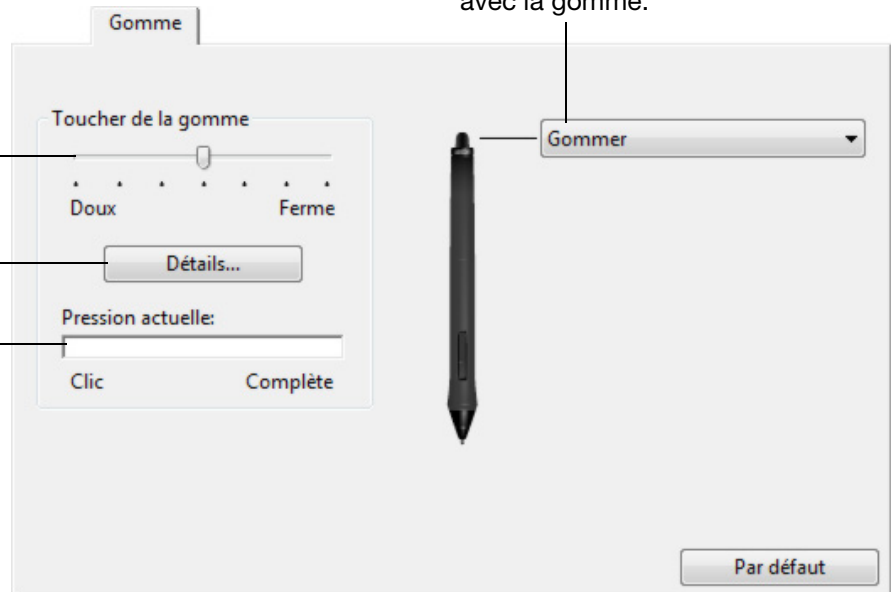 avec la gomme.
Gomme
Toucher de la gomme
Gommer
Doux Ferme
Détails...
Pression actuelle:
Clic Complète
Par défaut